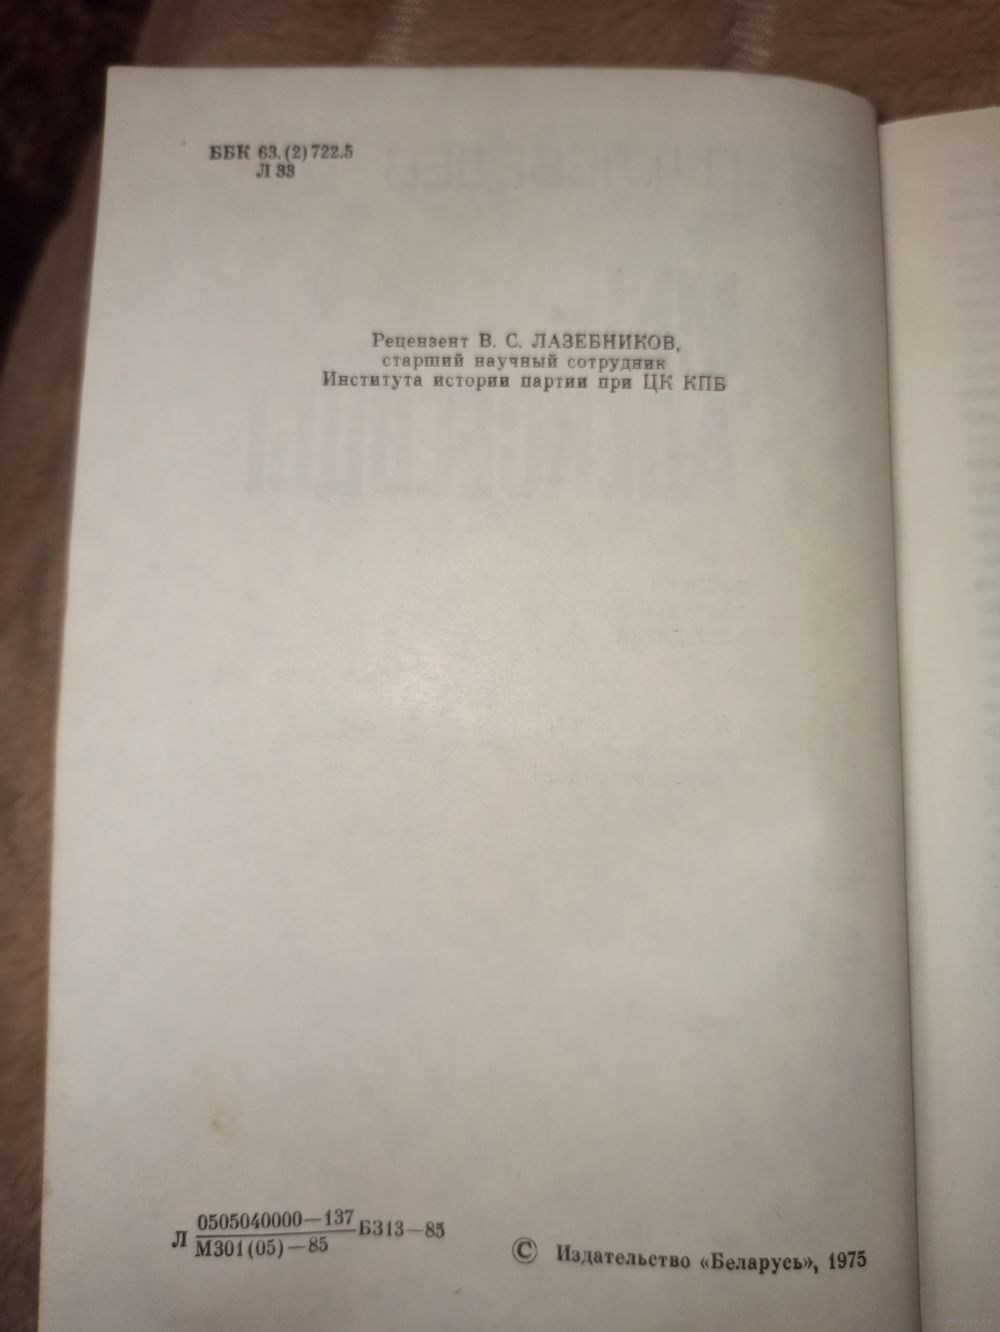 ББК 63.(2)722.5
Л 33
Рецензент В. С. ЛАЗЕБНИКОВ,
старший научный сотрудник
Института истории партии при ЦК КПБ
Л 0505040000—137 Б313—85
М301(05)—85
© Издательство «Беларусь», 1975